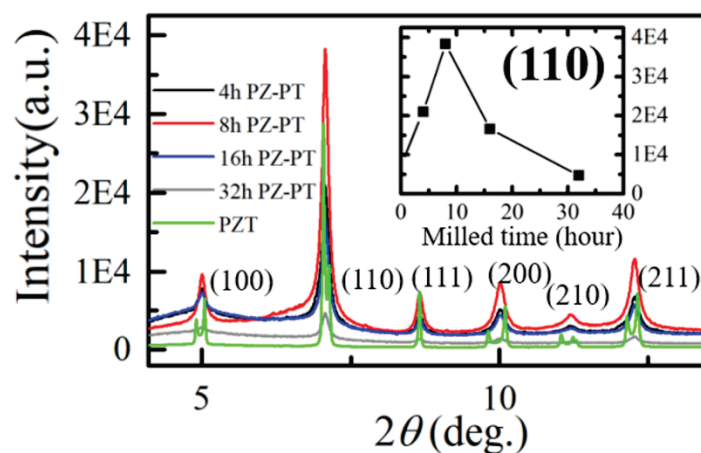 Intensity(a.u.)
4E4
3E4
2E4
1E4
0
4h PZ-PT
8h PZ-PT
16h PZ-PT
32h PZ-PT
PZT
(110)
4E4
3E4
2E4
1E4
0
0 10 20 30 40
Milled time (hour)
(100) (110) (111) (200) (210) (211)
5 10
2θ (deg.)